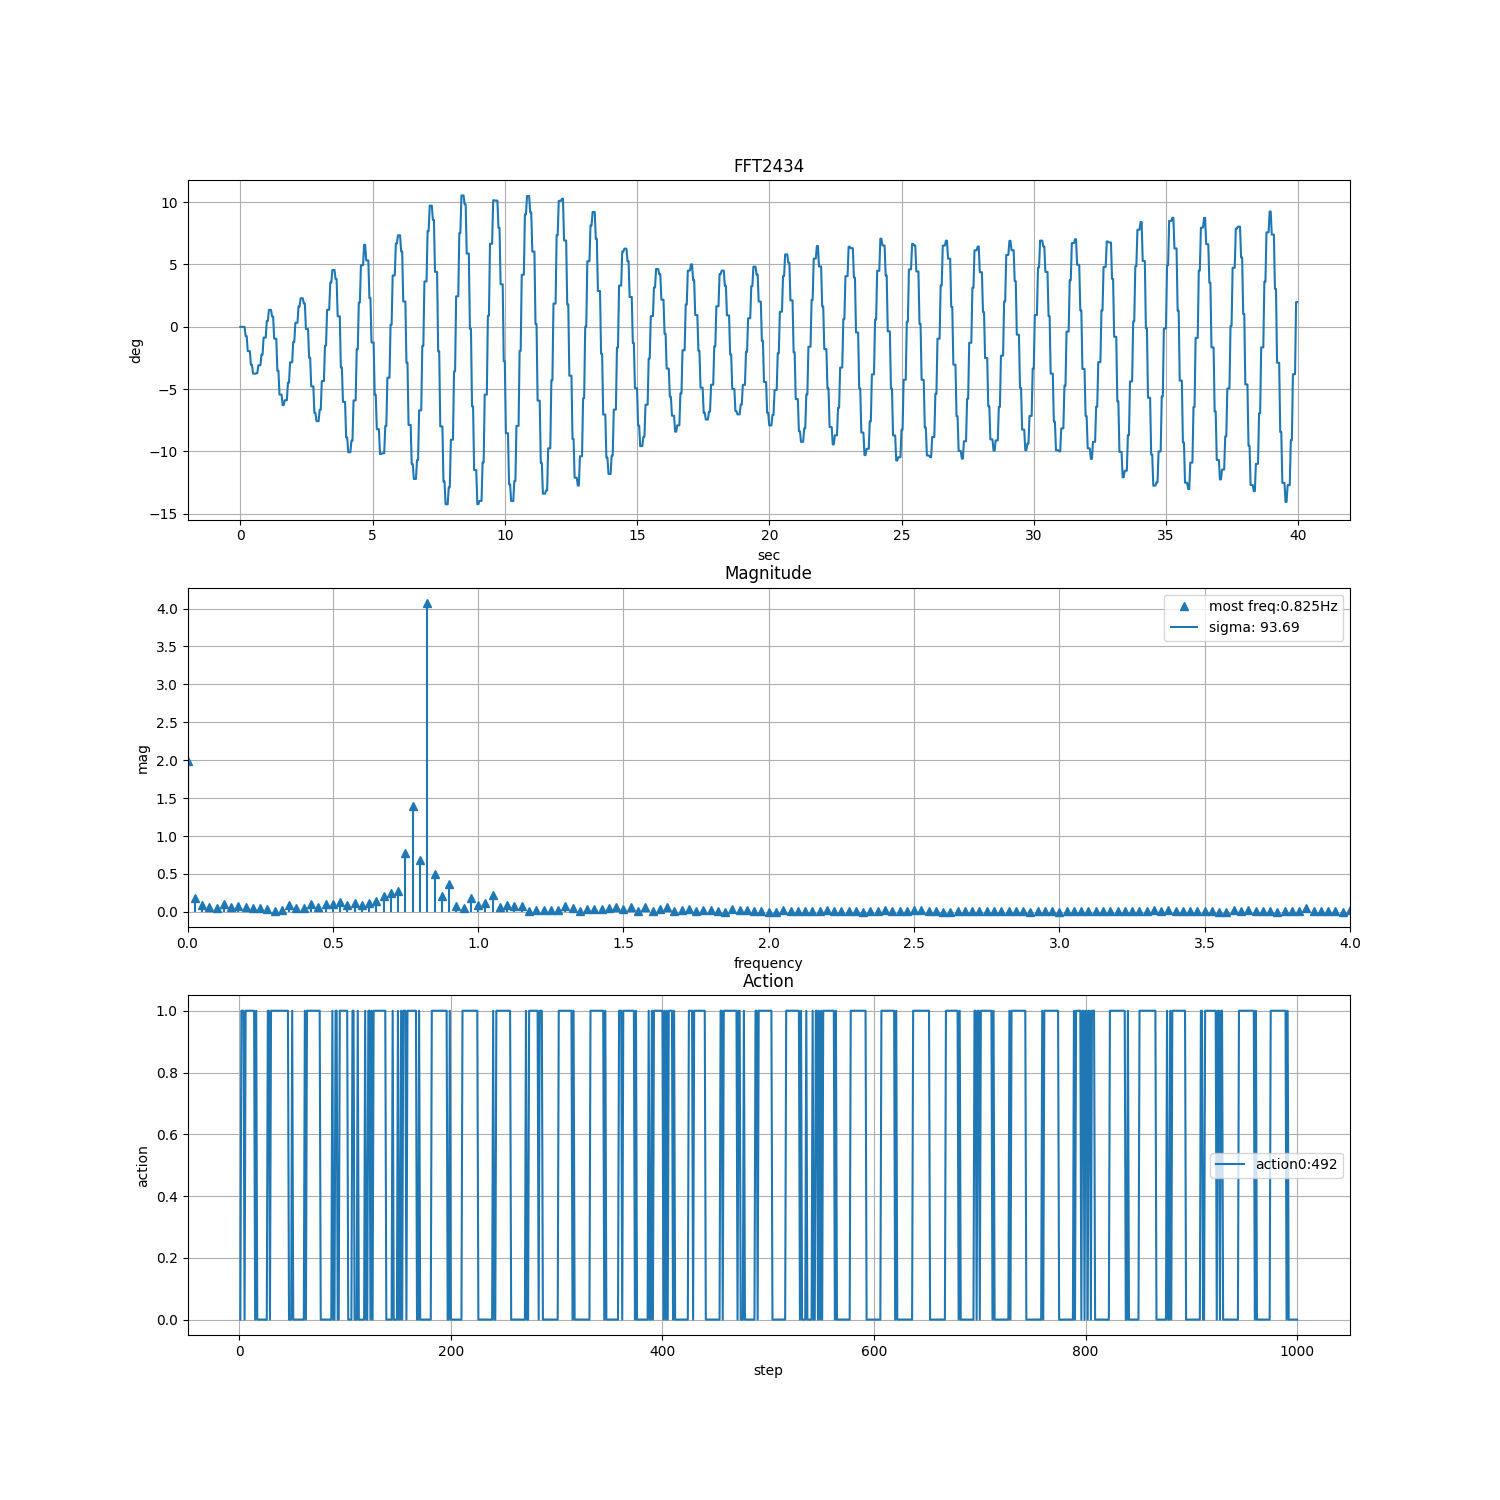 FFT2434
10
5
0
−5
−10
−15
deg
0 5 10 15 20 25 30 35 40
sec
Magnitude
most freq:0.825Hz
sigma: 93.69
4.0
3.5
3.0
2.5
2.0
1.5
1.0
0.5
0.0
mag
0.0 0.5 1.0 1.5 2.0 2.5 3.0 3.5 4.0
frequency
Action
1.0
0.8
0.6
0.4
0.2
0.0
action
action0:492
0 200 400 600 800 1000
step